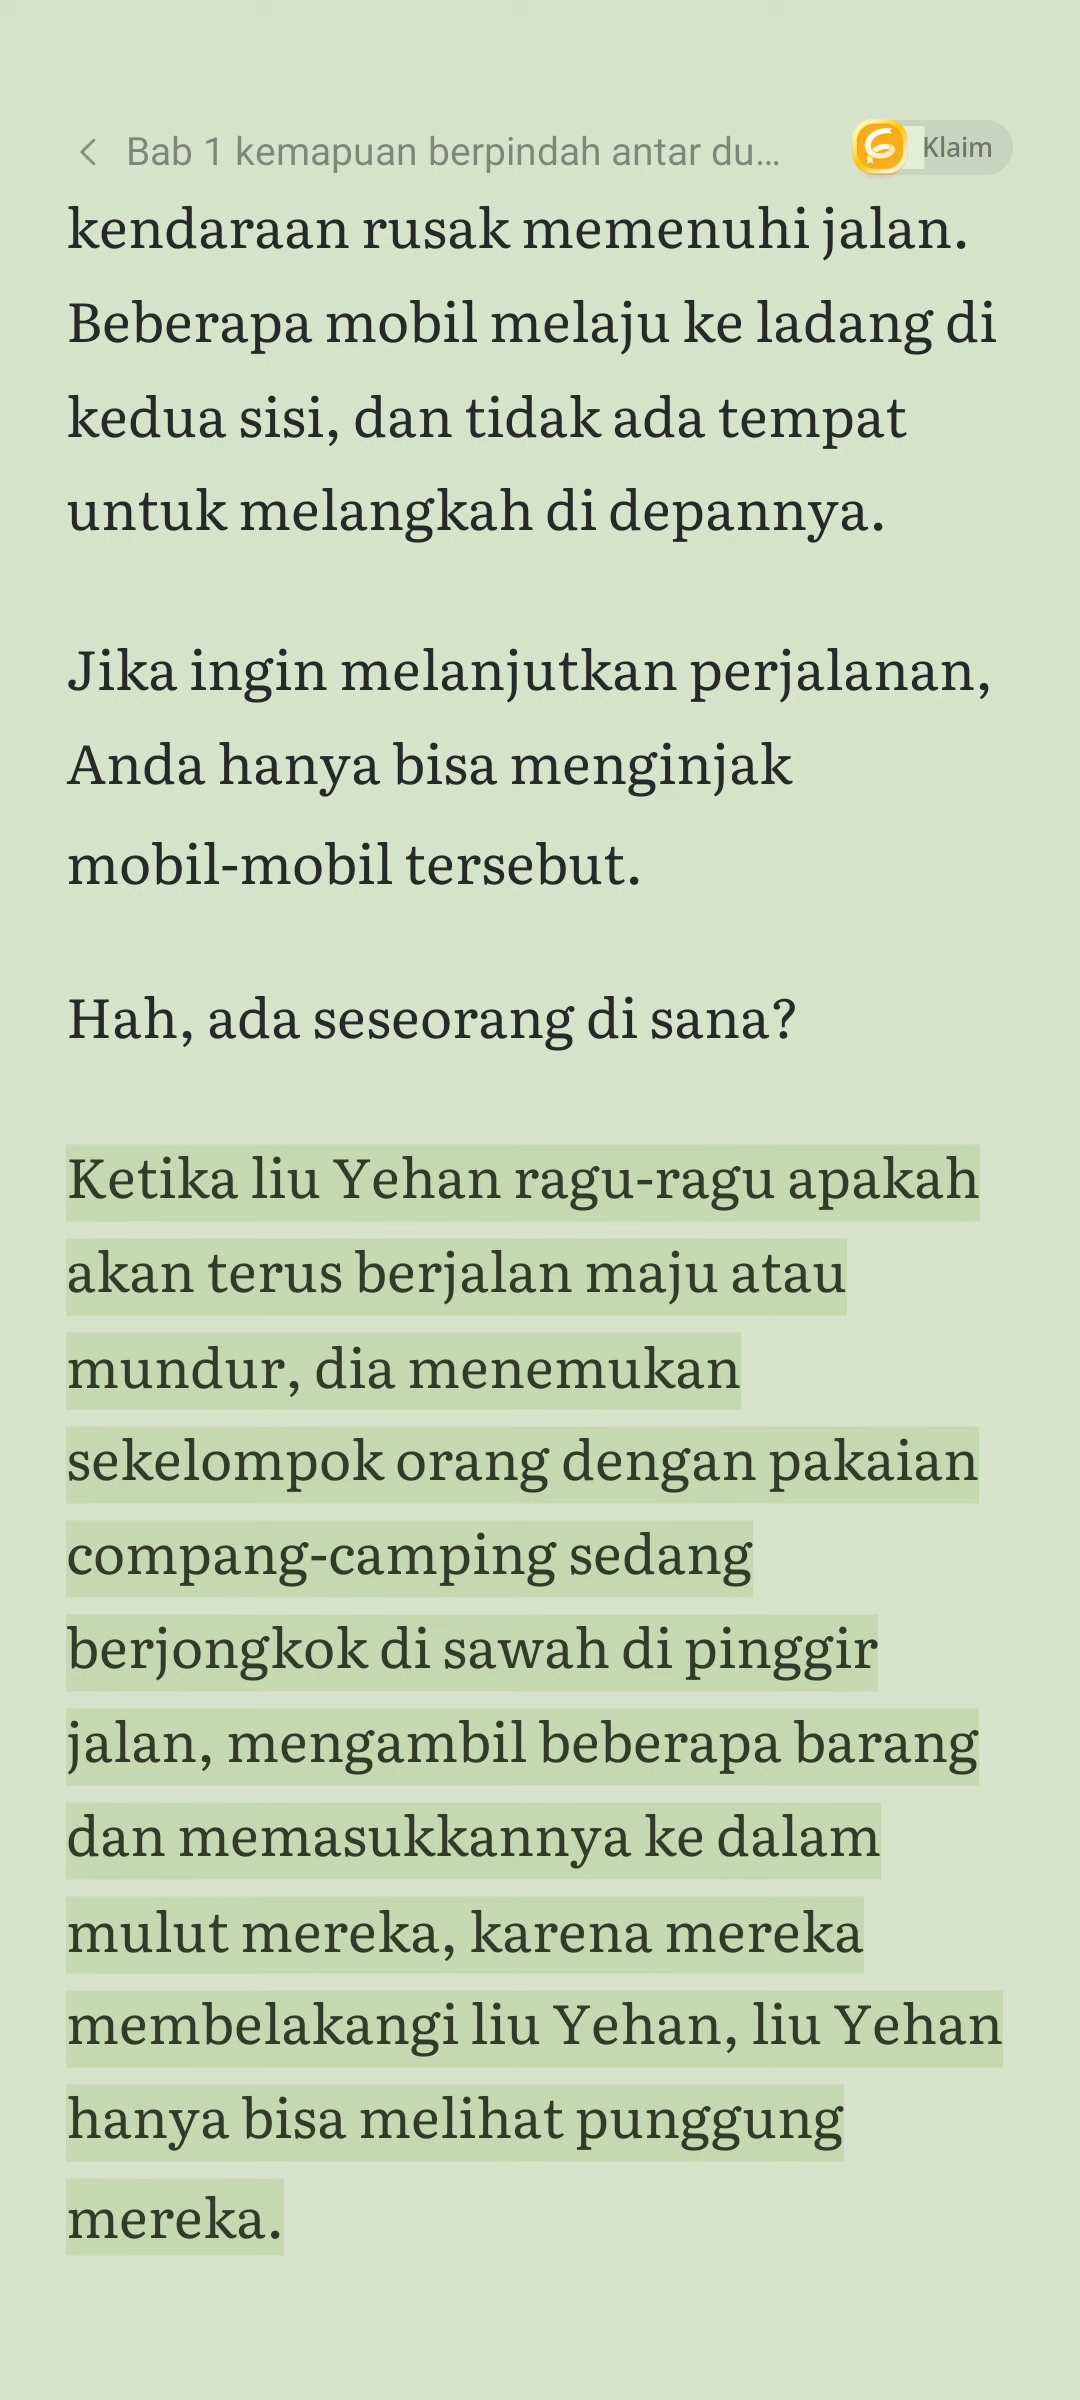 Bab 1 kemapuan berpindah antar du...
Klaim
kendaraan rusak memenuhi jalan.
Beberapa mobil melaju ke ladang di
kedua sisi, dan tidak ada tempat
untuk melangkah di depannya.
Jika ingin melanjutkan perjalanan,
Anda hanya bisa menginjak
mobil-mobil tersebut.
Hah, ada seseorang di sana?
Ketika liu Yehan ragu-ragu apakah
akan terus berjalan maju atau
mundur, dia menemukan
sekelompok orang dengan pakaian
compang-camping sedang
berjongkok di sawah di pinggir
jalan, mengambil beberapa barang
dan memasukkannya ke dalam
mulut mereka, karena mereka
membelakangi liu Yehan, liu Yehan
hanya bisa melihat punggung
mereka.